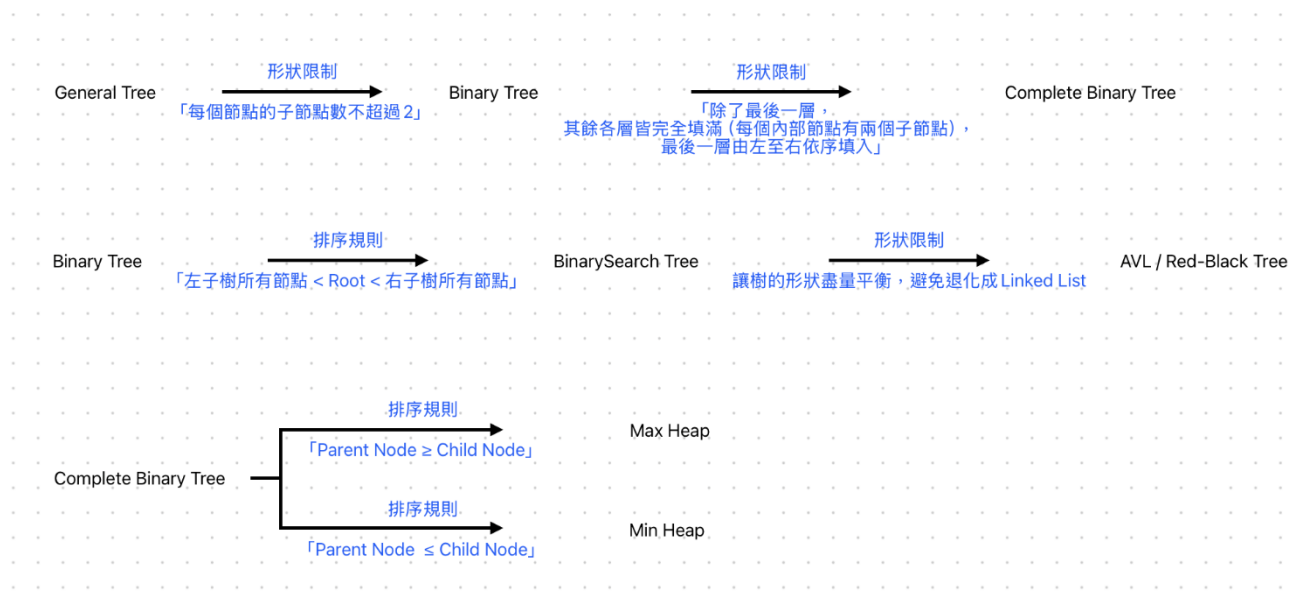 形狀限制
形狀限制
General Tree
Binary Tree
Complete Binary Tree
「每個節點的子節點數不超過2」
「除了最後一層，
其餘各層皆完全填滿 (每個內部節點有兩個子節點)，
最後一層由左至右依序填入」
排序規則
形狀限制
Binary Tree
BinarySearch Tree
AVL / Red-Black Tree
「左子樹所有節點 < Root < 右子樹所有節點」
讓樹的形狀盡量平衡，避免退化成 Linked List
排序規則
Max Heap
「Parent Node ≥ Child Node」
Complete Binary Tree
排序規則
Min Heap
「Parent Node ≤ Child Node」